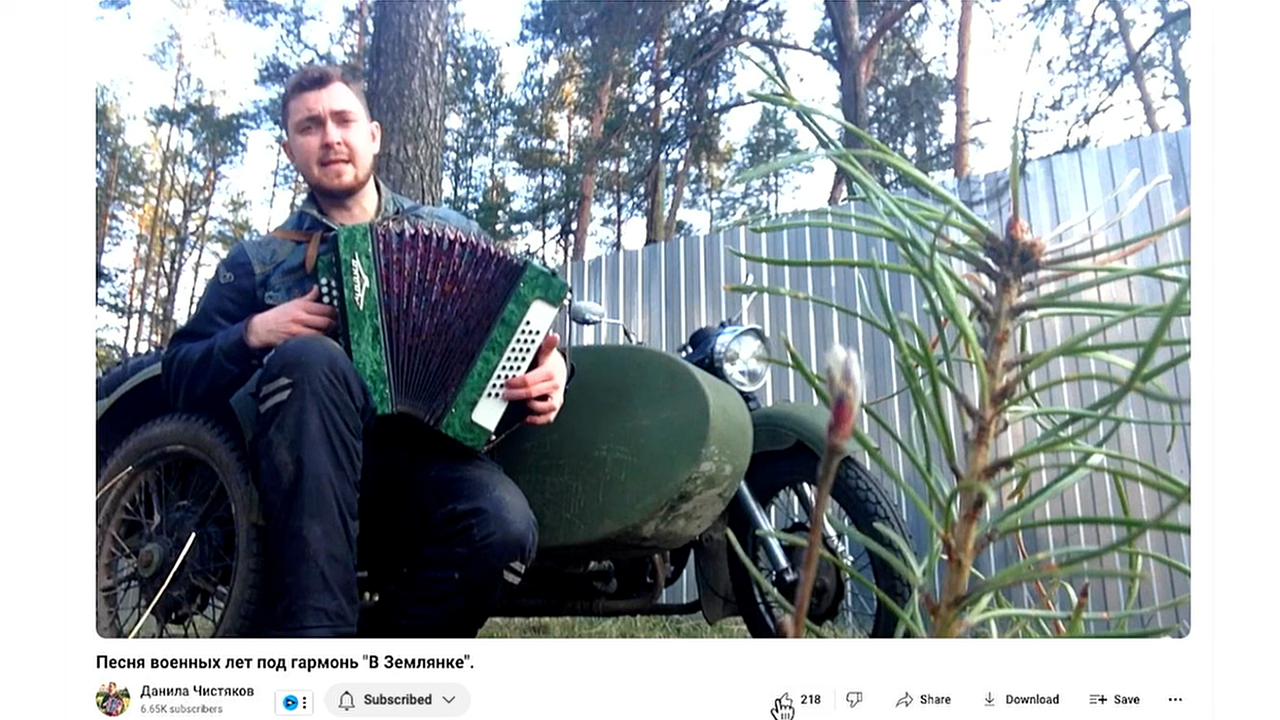 Песня военных лет под гармонь "В Землянке".
Данила Чистяков
6.65K subscribers
Subscribed
218
Share
Download
Save